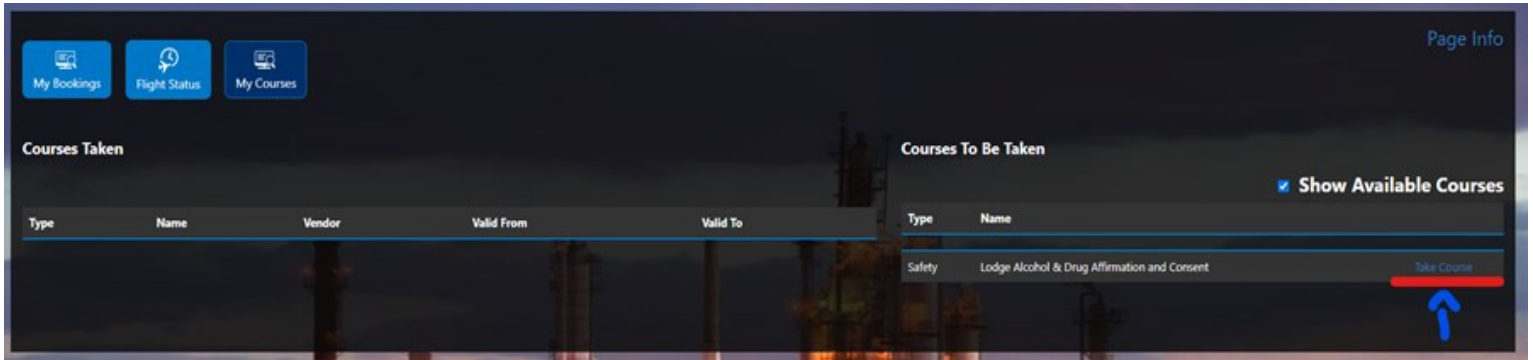 Page Info
My Bookings
Flight Status
My Courses
Courses Taken
Type Name Vendor Valid From Valid To
Courses To Be Taken
Show Available Courses
Type Name
Safety Lodge Alcohol & Drug Affirmation and Consent Take Course